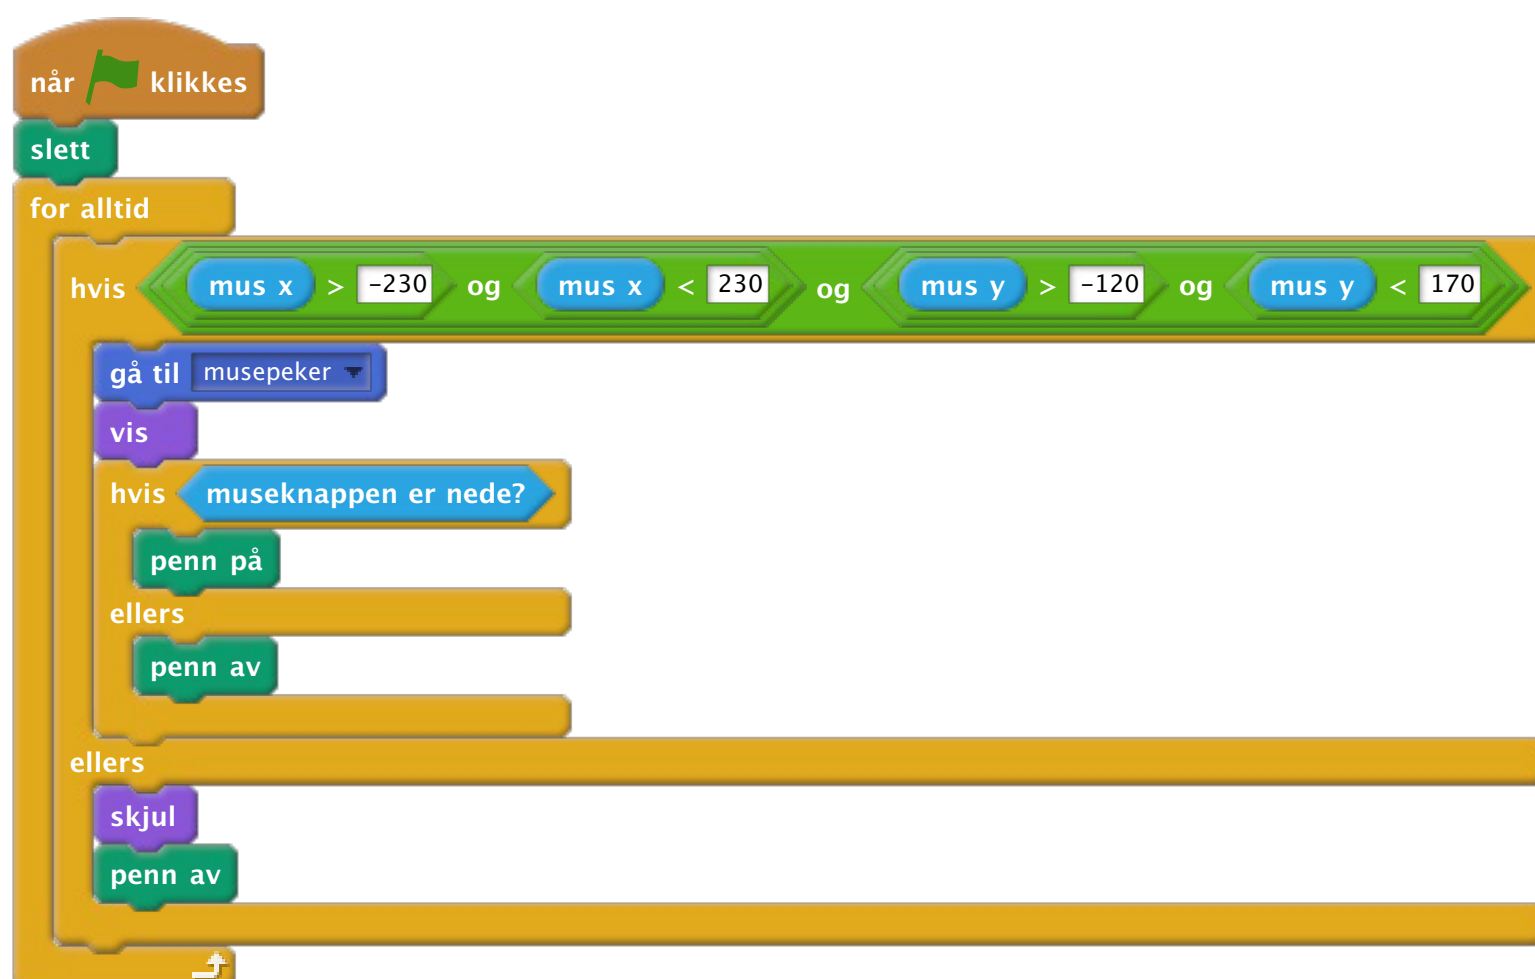 når klikkes
slett
for alltid
hvis mus x > -230 og mus x < 230 og mus y > -120 og mus y < 170
gå til musepeker
vis
hvis museknappen er nede?
penn på
ellers
penn av
ellers
skjul
penn av